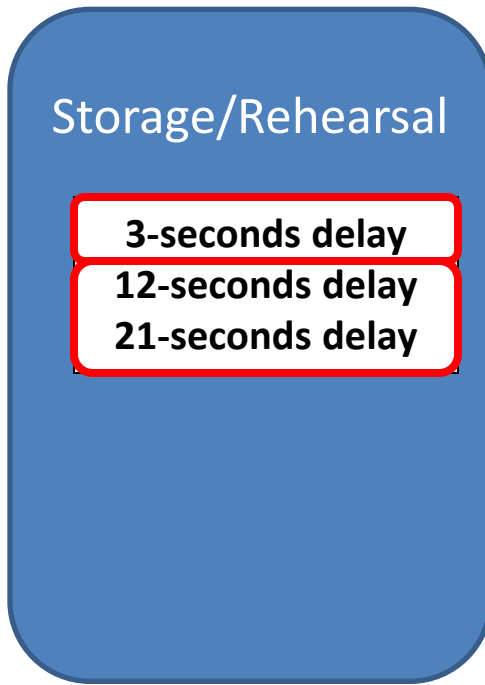 Storage/Rehearsal
3-seconds delay
12-seconds delay
21-seconds delay